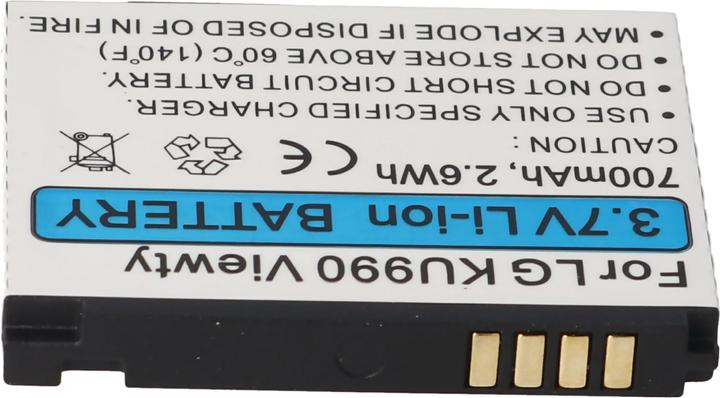 For LG KU990 Viewty
3.7V Li-ion BATTERY
700mAh, 2.6Wh
CE
CAUTION :
• USE ONLY SPECIFIED CHARGER.
• DO NOT SHORT CIRCUIT BATTERY.
• DO NOT STORE ABOVE 60°C (140°F)
• MAY EXPLODE IF DISPOSED OF IN FIRE.